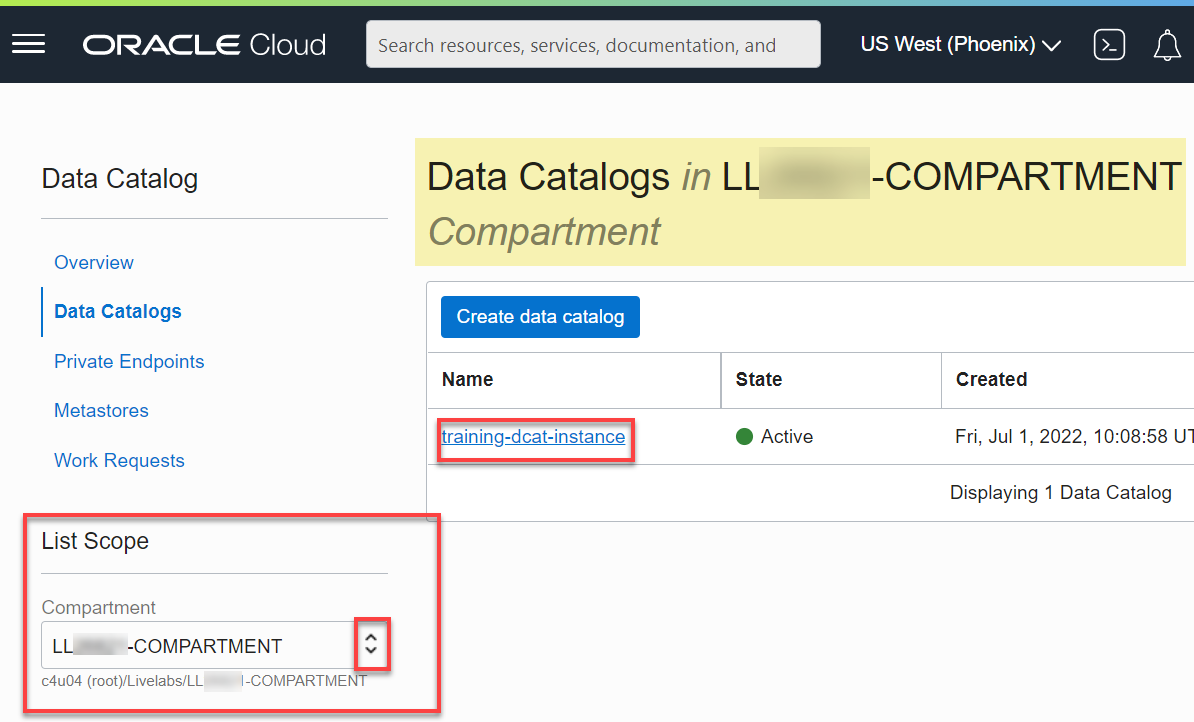 ORACLE Cloud
Search resources, services, documentation, and
US West (Phoenix)
Data Catalog
Overview
Data Catalogs
Private Endpoints
Metastores
Work Requests
List Scope
Compartment
LL -COMPARTMENT
c4u04 (root)/Livelabs/LL -COMPARTMENT
Data Catalogs in LL -COMPARTMENT
Compartment
Create data catalog
Name State Created
training-dcat-instance Active Fri, Jul 1, 2022, 10:08:58 UT
Displaying 1 Data Catalog